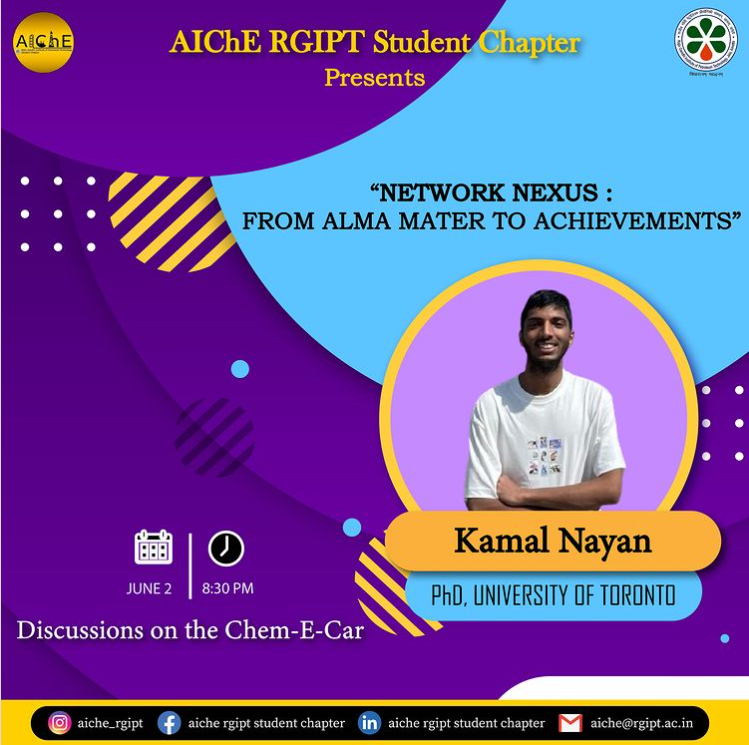 AIChE
AIChE RGIPT Student Chapter
Presents
“NETWORK NEXUS :
FROM ALMA MATER TO ACHIEVEMENTS”
Kamal Nayan
PhD, UNIVERSITY OF TORONTO
JUNE 2
8:30 PM
Discussions on the Chem-E-Car
aiche_rgipt
aiche rgipt student chapter
aiche rgipt student chapter
aiche@rgipt.ac.in